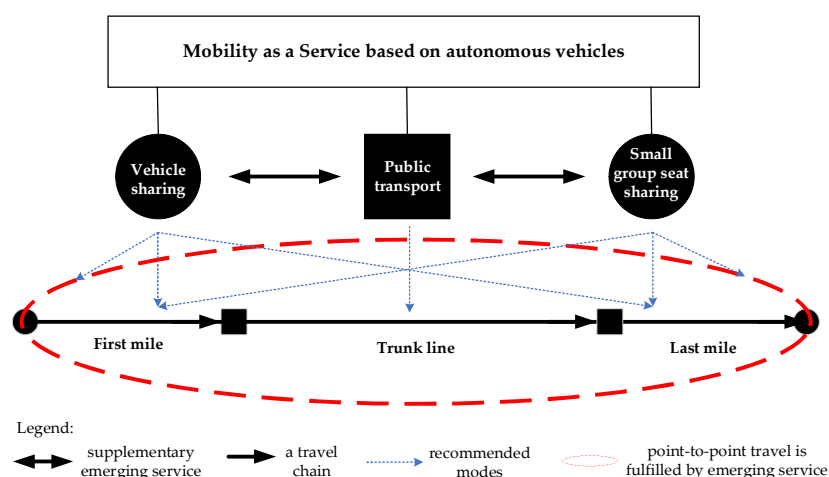 Mobility as a Service based on autonomous vehicles
Vehicle
sharing
Public
transport
Small
group seat
sharing
First mile
Trunk line
Last mile
Legend:
supplementary
emerging service
a travel
chain
recommended
modes
point-to-point travel is
fulfilled by emerging service